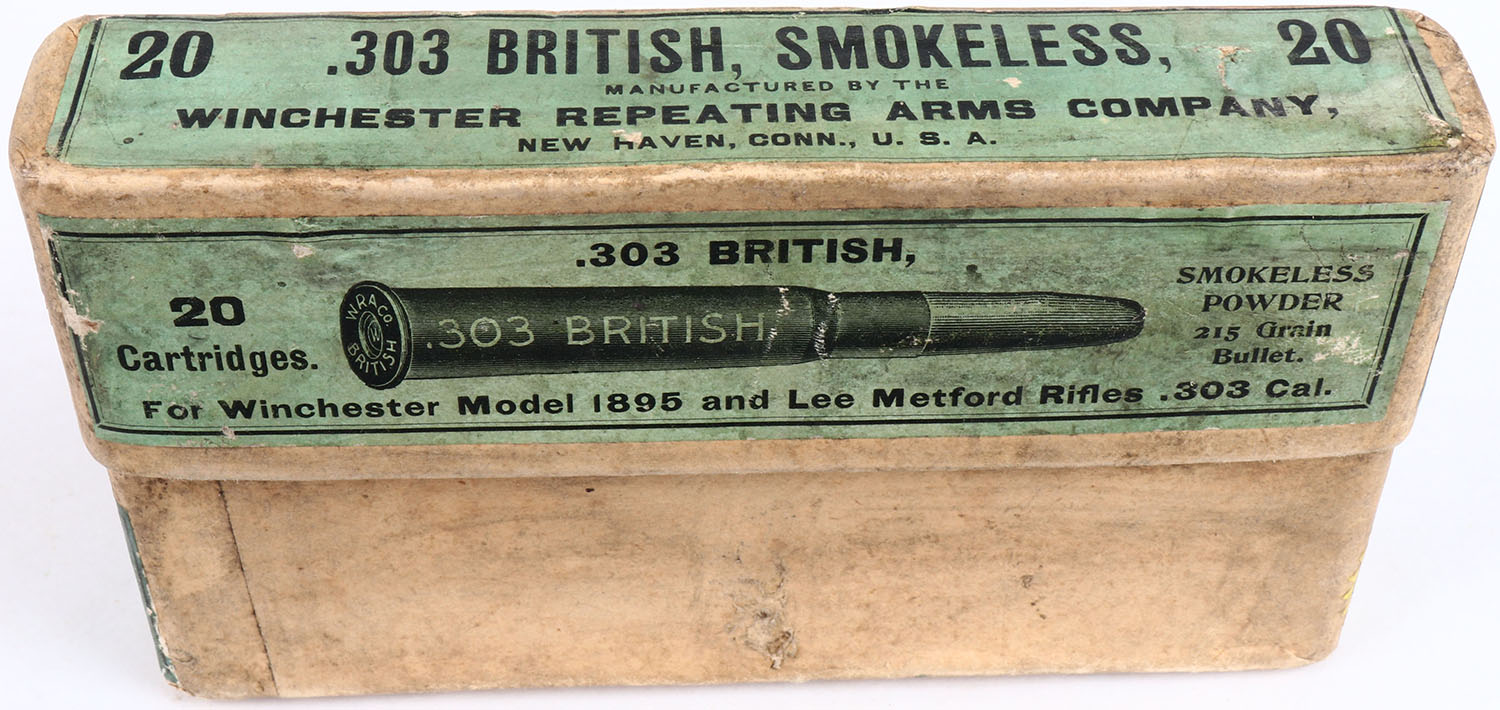 20 .303 BRITISH, SMOKELESS, 20
MANUFACTURED BY THE
WINCHESTER REPEATING ARMS COMPANY,
NEW HAVEN, CONN., U. S. A.
.303 BRITISH,
20
Cartridges.
W.R.A.Co.
W
BRITISH
.303 BRITISH
SMOKELESS
POWDER
215 Grain
Bullet.
For Winchester Model 1895 and Lee Metford Rifles .303 Cal.